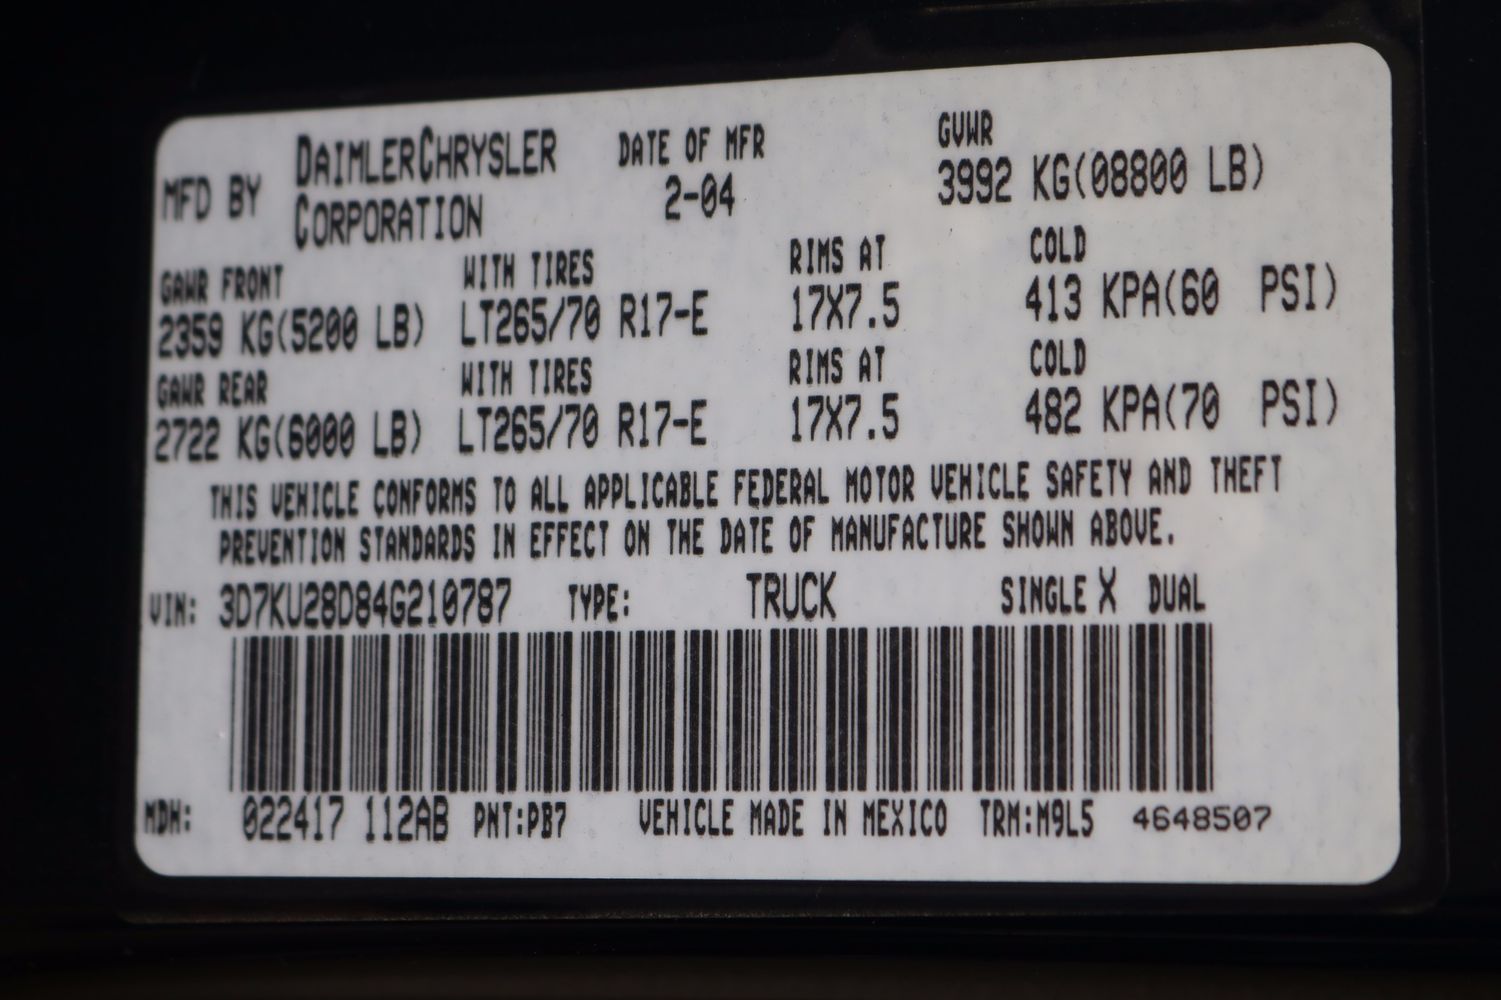 MFD BY DAIMLERCHRYSLER CORPORATION DATE OF MFR 2-04 GVWR 3992 KG(08800 LB)
GAWR FRONT WITH TIRES RIMS AT COLD
2359 KG(5200 LB) LT265/70 R17-E 17X7.5 413 KPA(60 PSI)
GAWR REAR WITH TIRES RIMS AT COLD
2722 KG(6000 LB) LT265/70 R17-E 17X7.5 482 KPA(70 PSI)
THIS VEHICLE CONFORMS TO ALL APPLICABLE FEDERAL MOTOR VEHICLE SAFETY AND THEFT
PREVENTION STANDARDS IN EFFECT ON THE DATE OF MANUFACTURE SHOWN ABOVE.
VIN: 3D7KU28D84G210787 TYPE: TRUCK SINGLE X DUAL
MDH: 022417 112AB PNT:PB7 VEHICLE MADE IN MEXICO TRM:M9L5 4648507